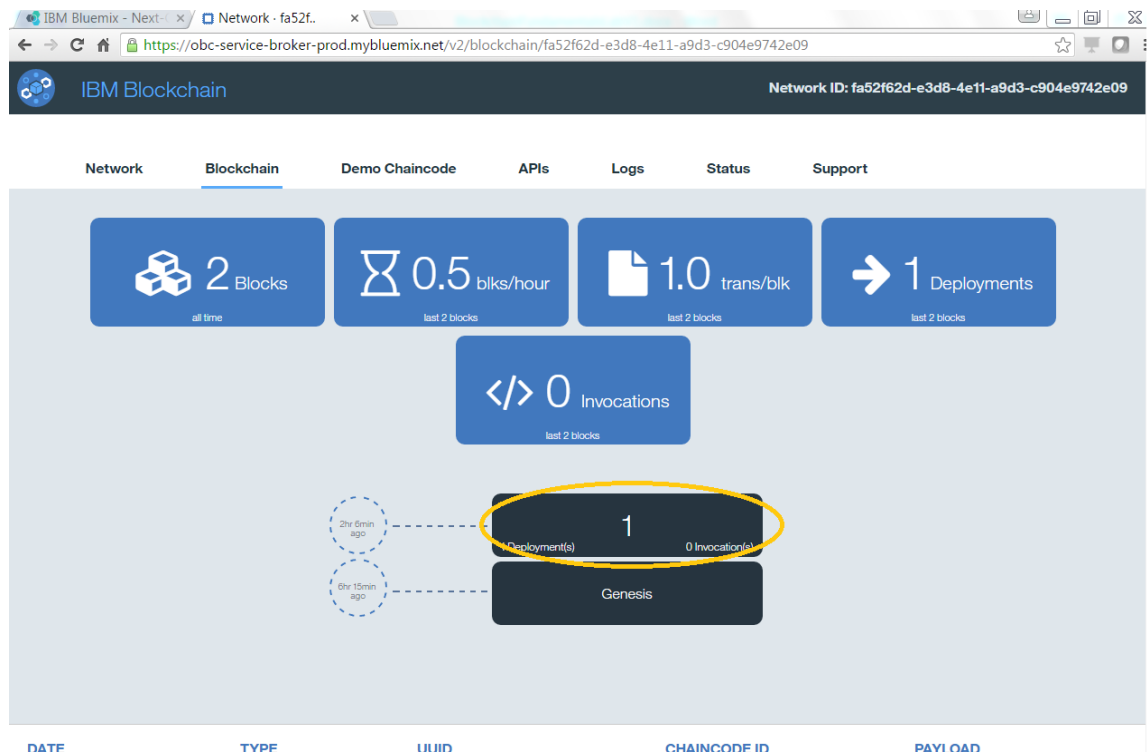 IBM Bluemix - Next-
Network · fa52f..
https://obc-service-broker-prod.mybluemix.net/v2/blockchain/fa52f62d-e3d8-4e11-a9d3-c904e9742e09
IBM Blockchain
Network ID: fa52f62d-e3d8-4e11-a9d3-c904e9742e09
Network Blockchain Demo Chaincode APIs Logs Status Support
2 Blocks
all time
0.5 blks/hour
last 2 blocks
1.0 trans/blk
last 2 blocks
1 Deployments
last 2 blocks
</> 0 Invocations
last 2 blocks
2hr 6min
ago
1
1 Deployment(s) 0 Invocation(s)
6hr 15min
ago
Genesis
DATE TYPE UUID CHAINCODE ID PAYLOAD